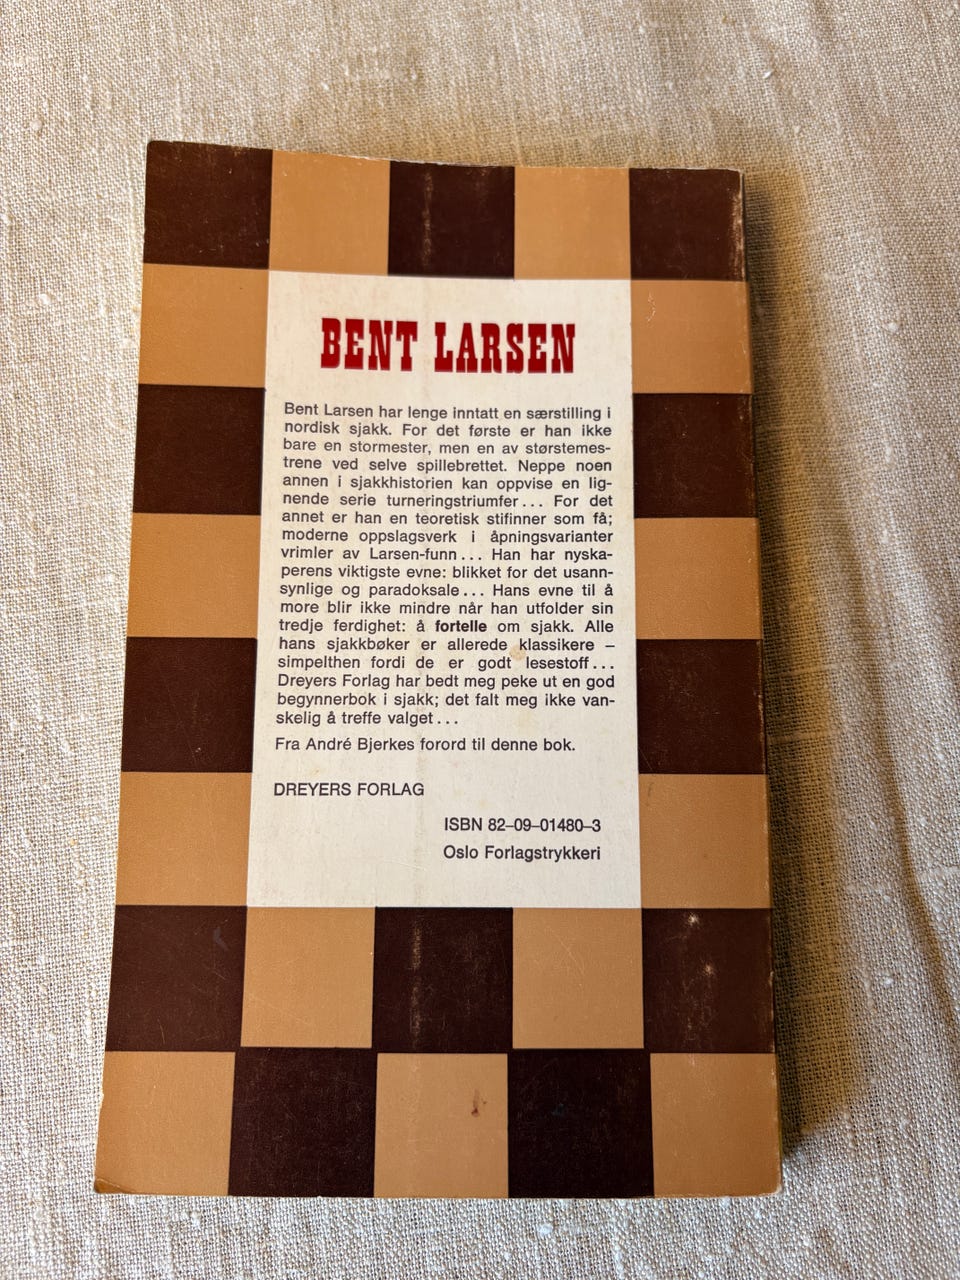 BENT LARSEN
Bent Larsen har lenge inntatt en særstilling i
nordisk sjakk. For det første er han ikke
bare en stormester, men en av størstemes-
trene ved selve spillebrettet. Neppe noen
annen i sjakkhistorien kan oppvise en lig-
nende serie turneringstriumfer... For det
annet er han en teoretisk stifinner som få;
moderne oppslagsverk i åpningsvarianter
vrimler av Larsen-funn... Han har nyska-
perens viktigste evne: blikket for det usann-
synlige og paradoksale... Hans evne til å
more blir ikke mindre når han utfolder sin
tredje ferdighet: å fortelle om sjakk. Alle
hans sjakkbøker er allerede klassikere –
simpelthen fordi de er godt lesestoff...
Dreyers Forlag har bedt meg peke ut en god
begynnerbok i sjakk; det falt meg ikke van-
skelig å treffe valget...
Fra André Bjerkes forord til denne bok.
DREYERS FORLAG
ISBN 82–09–01480–3
Oslo Forlagstrykkeri